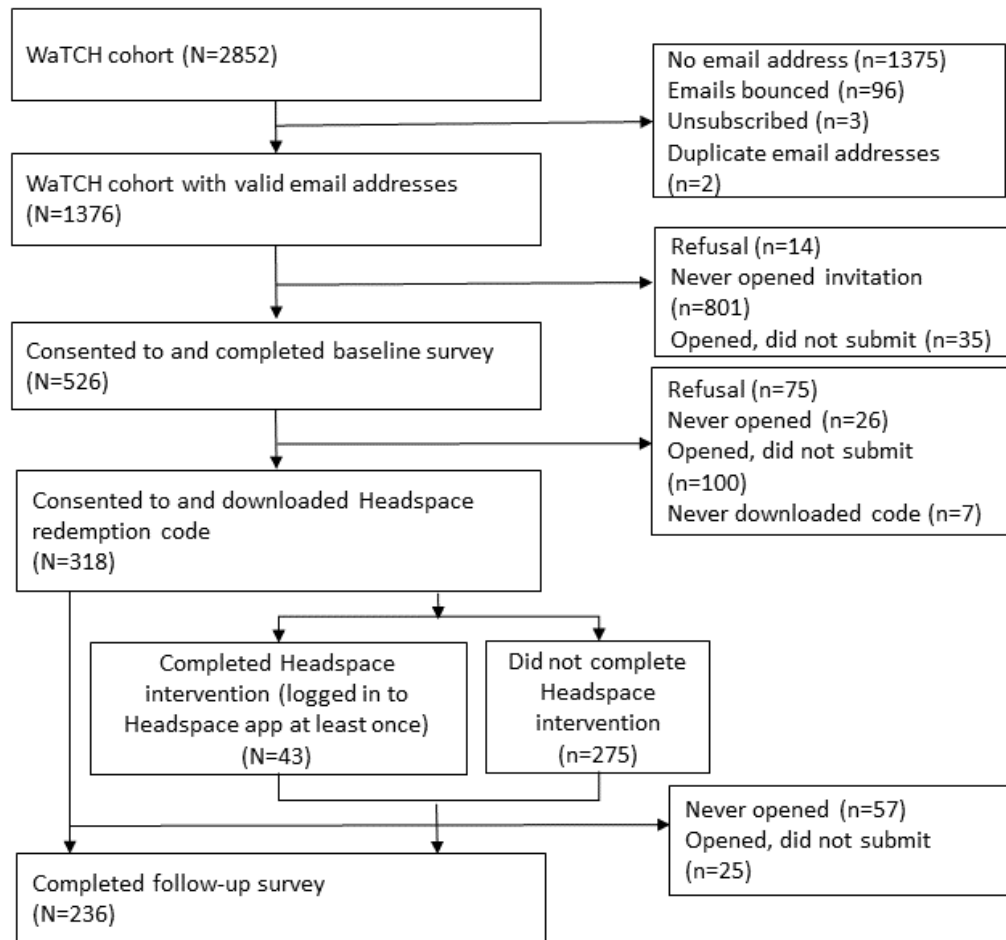 WaTCH cohort (N=2852)
No email address (n=1375)
Emails bounced (n=96)
Unsubscribed (n=3)
Duplicate email addresses
(n=2)
WaTCH cohort with valid email addresses
(N=1376)
Refusal (n=14)
Never opened invitation
(n=801)
Opened, did not submit (n=35)
Consented to and completed baseline survey
(N=526)
Refusal (n=75)
Never opened (n=26)
Opened, did not submit
(n=100)
Never downloaded code (n=7)
Consented to and downloaded Headspace
redemption code
(N=318)
Completed Headspace
intervention (logged in to
Headspace app at least once)
(N=43)
Did not complete
Headspace
intervention
(n=275)
Never opened (n=57)
Opened, did not submit
(n=25)
Completed follow-up survey
(N=236)